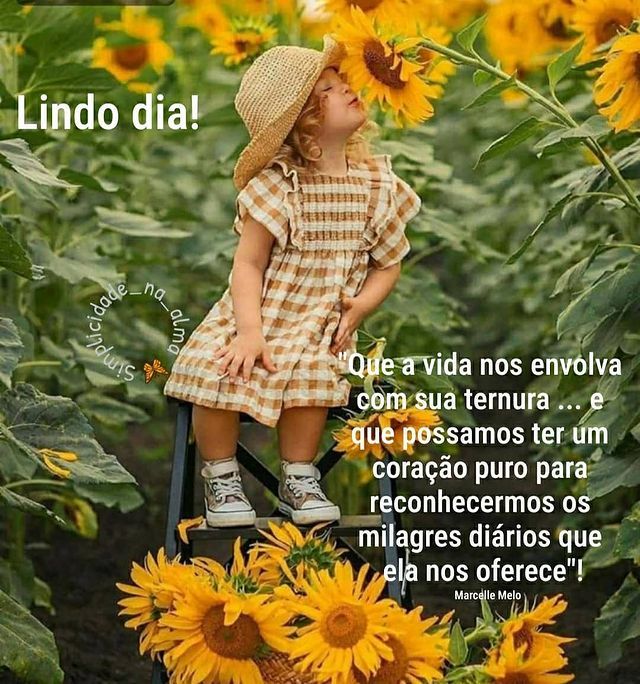 Lindo dia!
Simplicidade_na_alma
"Que a vida nos envolva
com sua ternura ... e
que possamos ter um
coração puro para
reconhecermos os
milagres diários que
ela nos oferece"!
Marcelle Melo